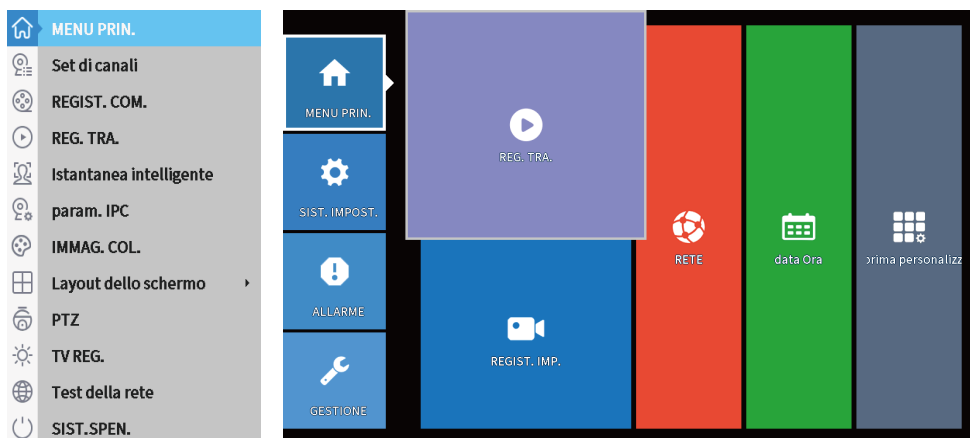 MENU PRIN.
Set di canali
REGIST. COM.
REG. TRA.
Istantanea intelligente
param. IPC
IMMAG. COL.
Layout dello schermo
PTZ
TV REG.
Test della rete
SIST.SPEN.
MENU PRIN.
SIST. IMPOST.
ALLARME
GESTIONE
REG. TRA.
REGIST. IMP.
RETE
data Ora
prima personalizz